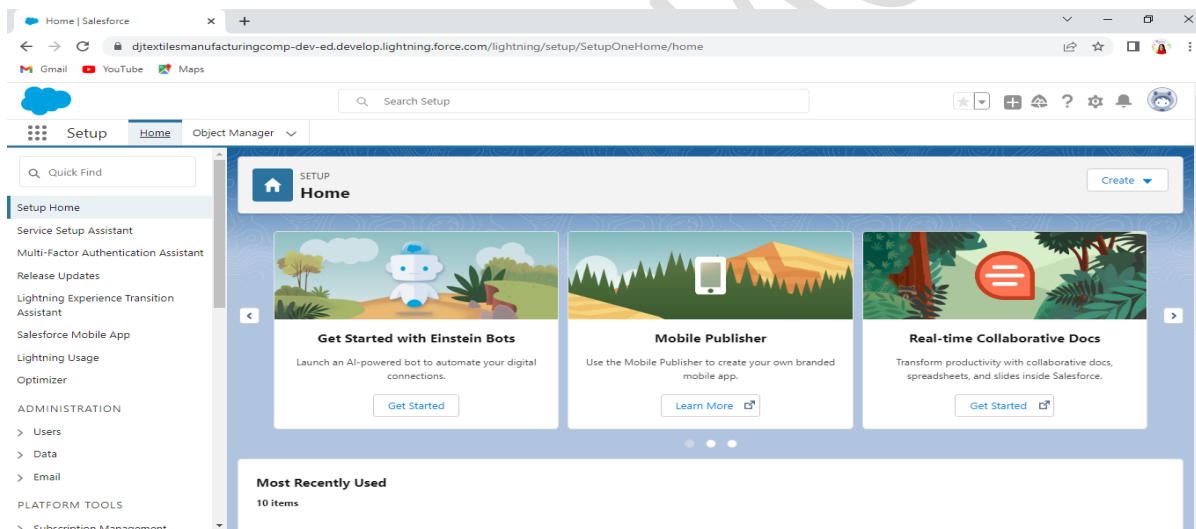 Home | Salesforce
djtextilesmanufacturingcomp-dev-ed.develop.lightning.force.com/lightning/setup/SetupOneHome/home
Gmail YouTube Maps
Search Setup
Setup Home Object Manager
Quick Find
Setup Home
Service Setup Assistant
Multi-Factor Authentication Assistant
Release Updates
Lightning Experience Transition
Assistant
Salesforce Mobile App
Lightning Usage
Optimizer
ADMINISTRATION
Users
Data
Email
PLATFORM TOOLS
Subscription Management
SETUP
Home
Create
Get Started with Einstein Bots
Launch an AI-powered bot to automate your digital
connections.
Get Started
Mobile Publisher
Use the Mobile Publisher to create your own branded
mobile app.
Learn More
Real-time Collaborative Docs
Transform productivity with collaborative docs,
spreadsheets, and slides inside Salesforce.
Get Started
Most Recently Used
10 items